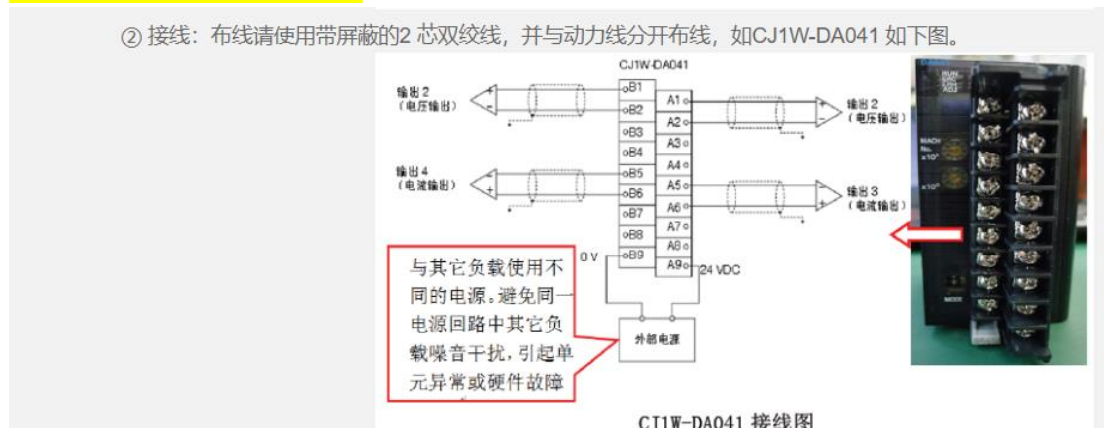 ② 接线：布线请使用带屏蔽的2 芯双绞线，并与动力线分开布线，如CJ1W-DA041 如下图。
CJ1W-DA041
输出 2
（电压输出）
B1
B2
B3
B4
输出 4
（电流输出）
B5
B6
B7
B8
0 V
B9
A1
A2
A3
A4
A5
A6
A7
A8
A9
24 VDC
输出 2
（电压输出）
输出 3
（电流输出）
外部电源
与其它负载使用不
同的电源。避免同一
电源回路中其它负
载噪音干扰，引起单
元异常或硬件故障
RUN
ERC
ERH
ADJ
MACH
No.
MODE
CJ1W-DA041 接线图